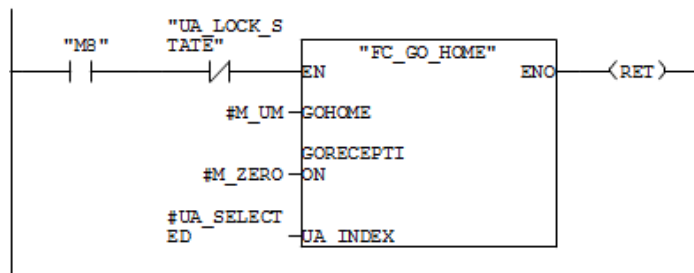 "UA_LOCK_S
"M8" TATE" "FC_GO_HOME"
EN ENO (RET)
#M_UM GOHOME
GORECEPTI
#M_ZERO ON
#UA_SELECT
ED UA_INDEX